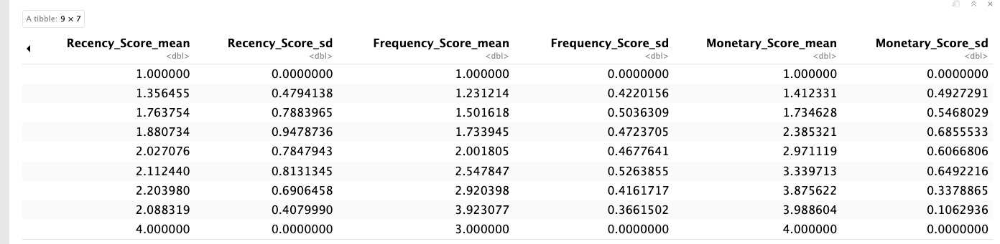 A tibble: 9 × 7
Recency_Score_mean Recency_Score_sd Frequency_Score_mean Frequency_Score_sd Monetary_Score_mean Monetary_Score_sd
<dbl> <dbl> <dbl> <dbl> <dbl> <dbl>
1.000000 0.0000000 1.000000 0.0000000 1.000000 0.0000000
1.356455 0.4794138 1.231214 0.4220156 1.412331 0.4927291
1.763754 0.7883965 1.501618 0.5036309 1.734628 0.5468029
1.880734 0.9478736 1.733945 0.4723705 2.385321 0.6855533
2.027076 0.7847943 2.001805 0.4677641 2.971119 0.6066806
2.112440 0.8131345 2.547847 0.5263855 3.339713 0.6492216
2.203980 0.6906458 2.920398 0.4161717 3.875622 0.3378865
2.088319 0.4079990 3.923077 0.3661502 3.988604 0.1062936
4.000000 0.0000000 3.000000 0.0000000 4.000000 0.0000000